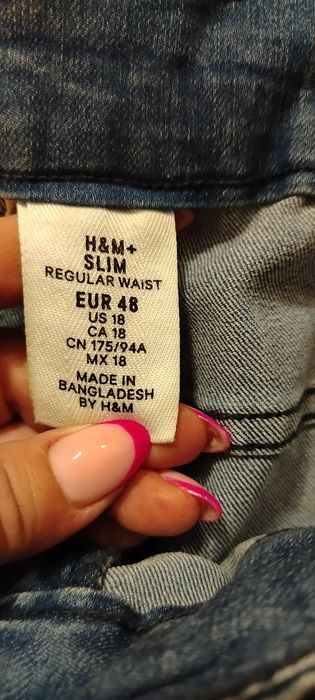 H&M+
SLIM
REGULAR WAIST
EUR 48
US 18
CA 18
CN 175/94A
MX 18
MADE IN
BANGLADESH
BY H&M